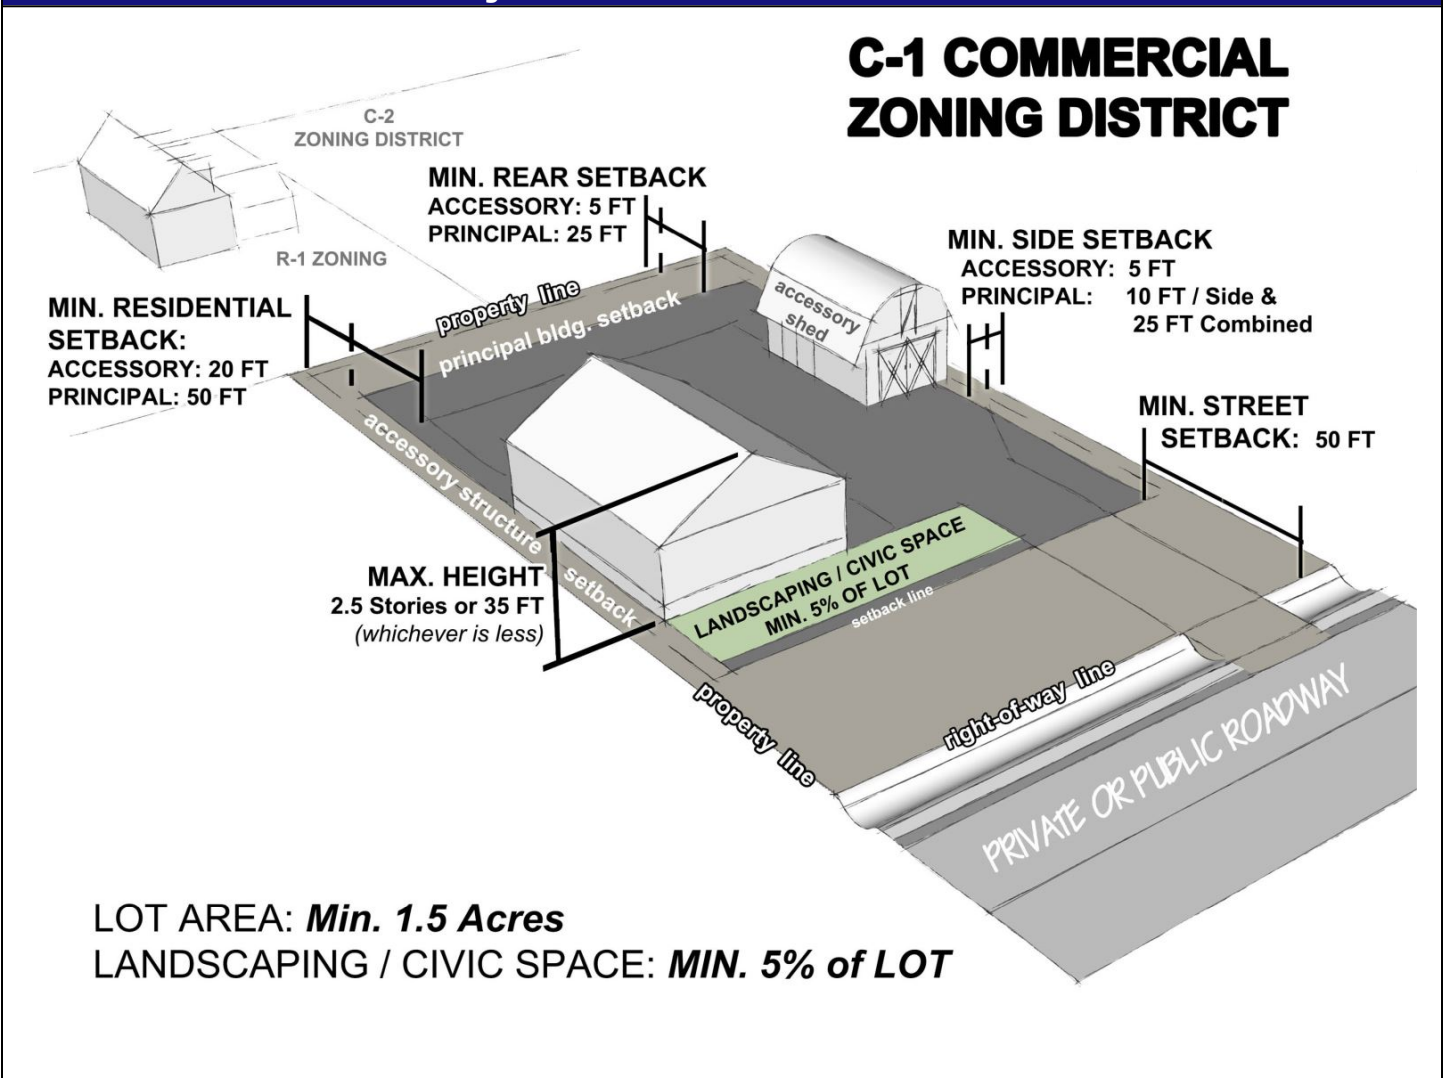 C-1 COMMERCIAL
ZONING DISTRICT
C-2
ZONING DISTRICT
MIN. REAR SETBACK
ACCESSORY: 5 FT
PRINCIPAL: 25 FT
R-1 ZONING
MIN. SIDE SETBACK
ACCESSORY: 5 FT
PRINCIPAL: 10 FT / Side &
25 FT Combined
MIN. RESIDENTIAL
SETBACK:
ACCESSORY: 20 FT
PRINCIPAL: 50 FT
property line
principal bldg. setback
accessory
shed
MIN. STREET
SETBACK: 50 FT
accessory structure setback
MAX. HEIGHT
2.5 Stories or 35 FT
(whichever is less)
LANDSCAPING / CIVIC SPACE
MIN. 5% OF LOT
setback line
property line
right-of-way line
PRIVATE OR PUBLIC ROADWAY
LOT AREA: Min. 1.5 Acres
LANDSCAPING / CIVIC SPACE: MIN. 5% of LOT